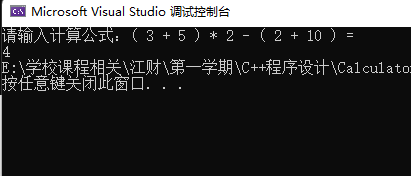 Microsoft Visual Studio 调试控制台
请输入计算公式：( 3 + 5 ) * 2 - ( 2 + 10 ) =
4
E:\学校课程相关\江财\第一学期\C++程序设计\Calculato
按任意键关闭此窗口. . .